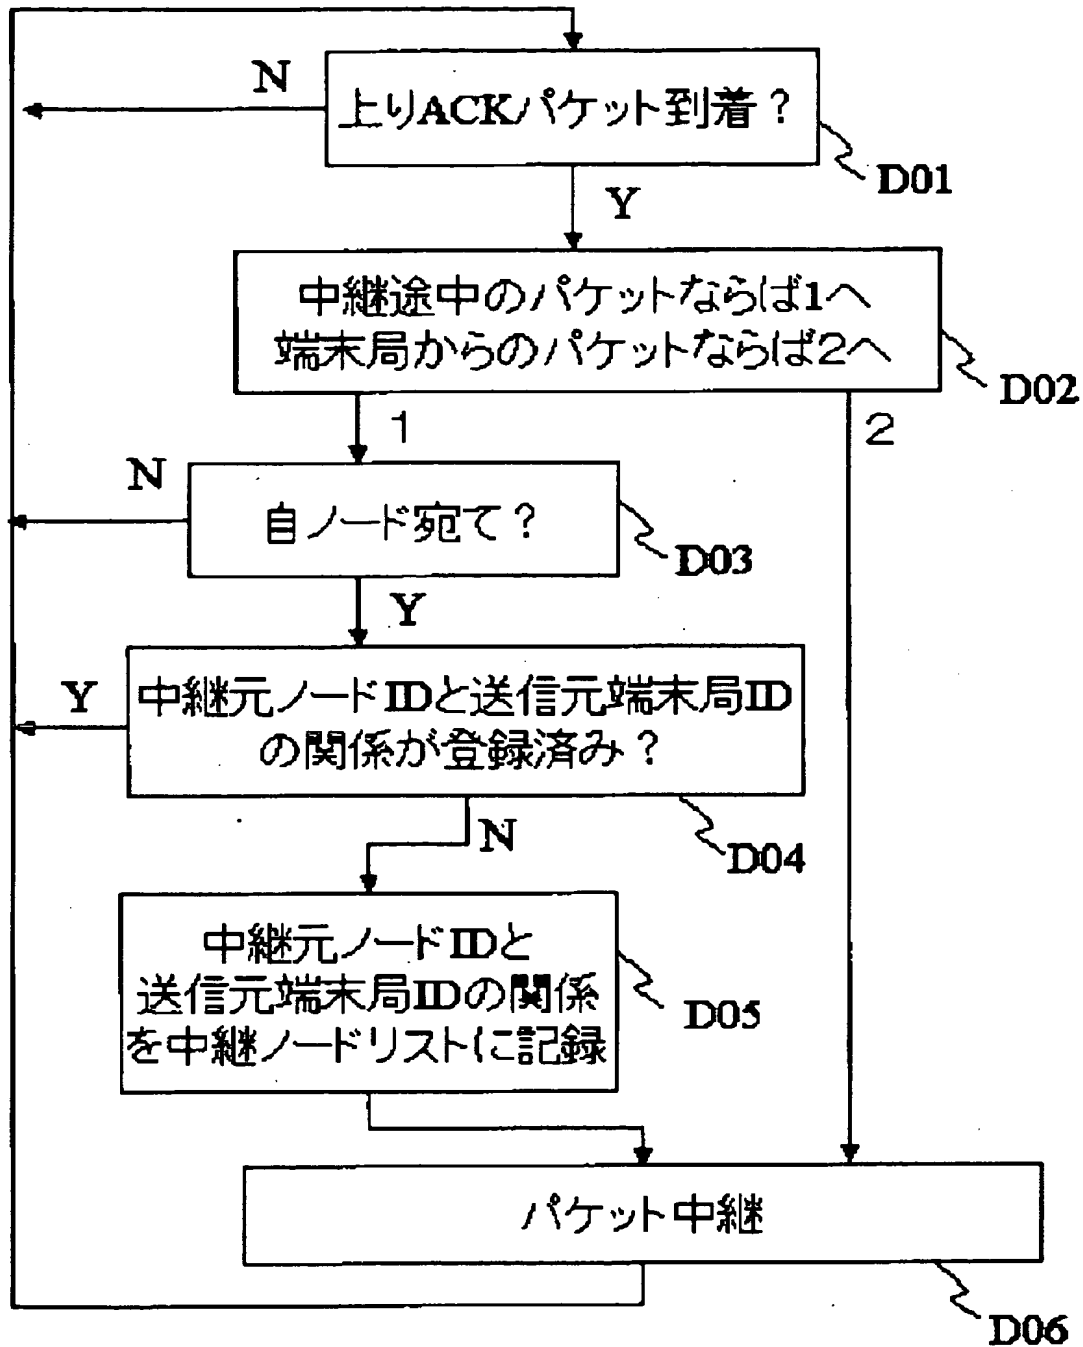 上りACKパケット到着？
N
D01
Y
中継途中のパケットならば1へ
端末局からのパケットならば2へ
D02
1
2
N
自ノード宛て？
D03
Y
Y
中継元ノードIDと送信元端末局ID
の関係が登録済み？
N
D04
中継元ノードIDと
送信元端末局IDの関係
を中継ノードリストに記録
D05
パケット中継
D06